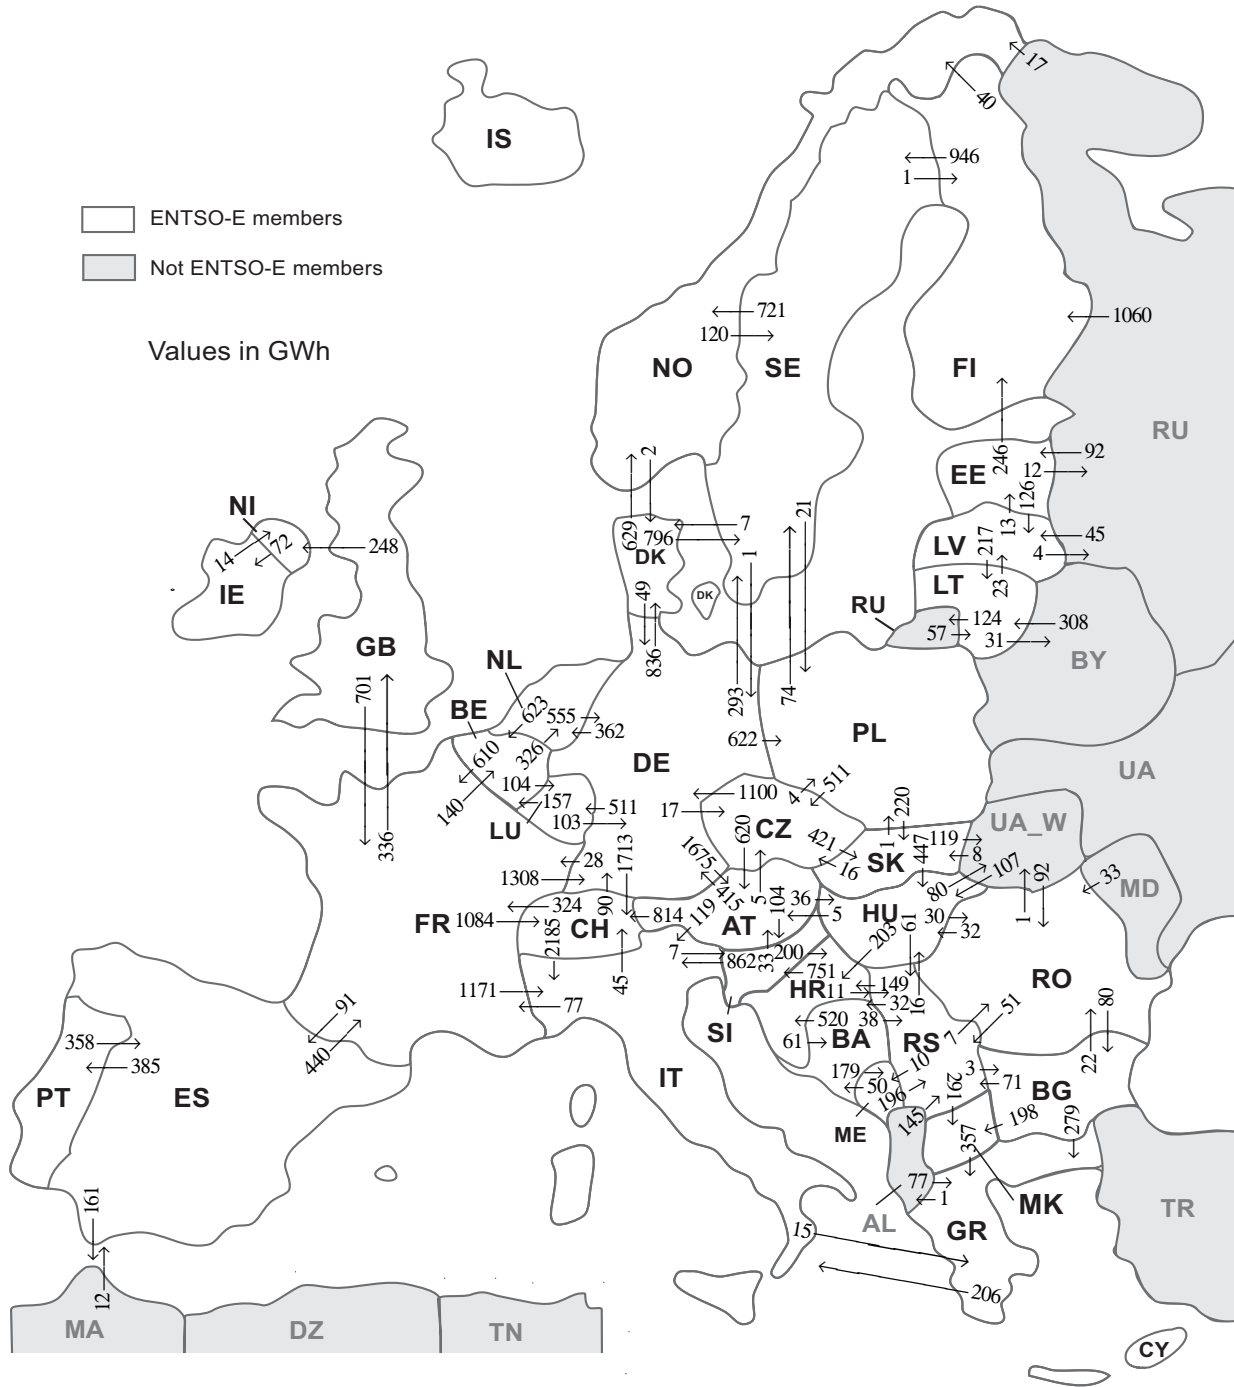 17
40
IS
946
1
ENTSO-E members
Not ENTSO-E members
721
1060
120
Values in GWh
NO
SE
FI
RU
2
246
92
EE
12
126
NI
21
629
7
13
14
72
248
796
DK
1
217
LV
45
4
IE
49
DK
LT
23
RU
124
308
57
31
GB
NL
836
BY
701
293
74
BE
623
555
362
622
PL
610
326
DE
UA
104
1100
4
511
220
140
157
511
17
UA_W
LU
103
CZ
620
336
421
1
119
1713
SK
447
8
28
1675
16
107
92
33
1308
415
80
MD
324
90
119
5
104
36
HU
30
FR
1084
CH
814
AT
5
61
1
2185
203
32
7
862
33
200
751
RO
45
HR
1171
11
149
77
32
16
80
91
SI
520
38
51
358
61
BA
RS
7
22
440
385
IT
179
10
3
PT
ES
50
196
291
71
BG
ME
145
357
198
279
161
77
MK
1
AL
TR
15
GR
12
206
MA
DZ
TN
CY